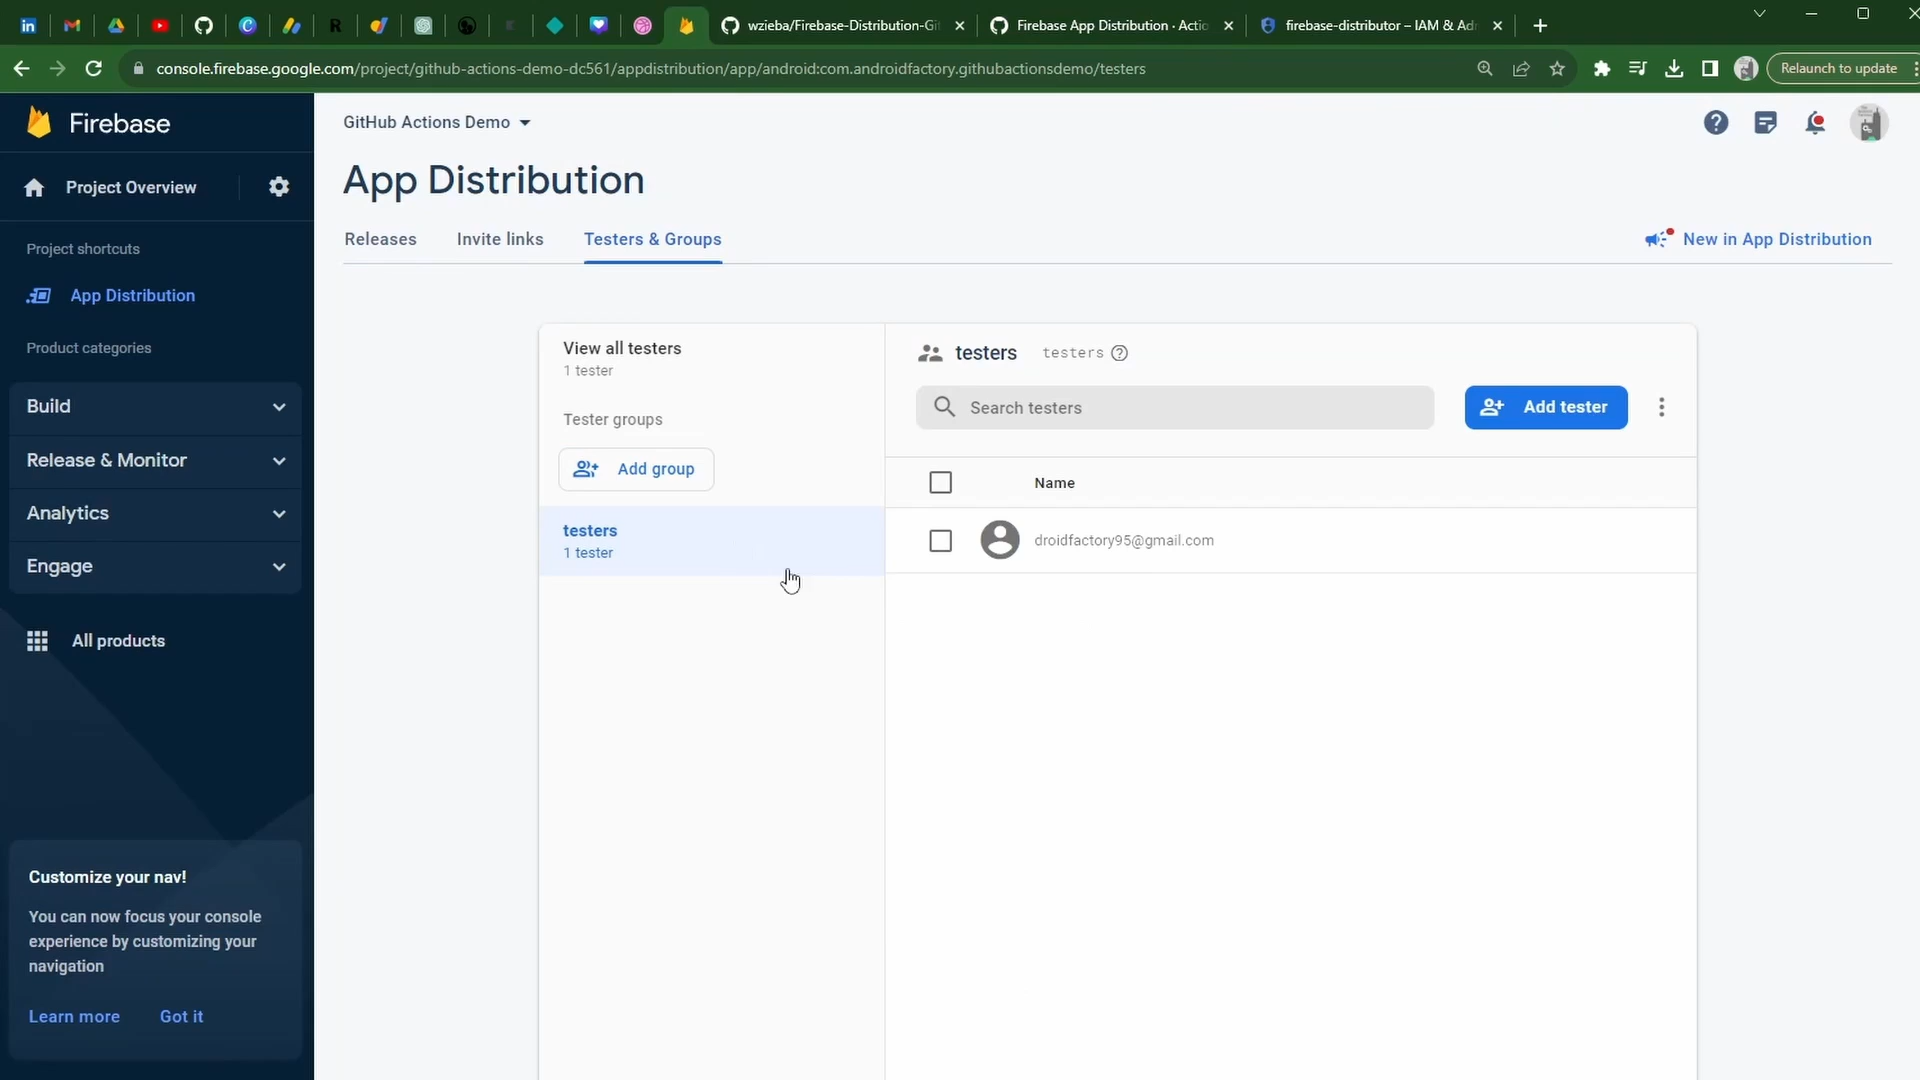 wzieba/Firebase-Distribution-Git
Firebase App Distribution · Actio
firebase-distributor – IAM & Adm
console.firebase.google.com/project/github-actions-demo-dc561/appdistribution/app/android:com.androidfactory.githubactionsdemo/testers
Relaunch to update
Firebase
GitHub Actions Demo
Project Overview
App Distribution
Releases
Invite links
Testers & Groups
New in App Distribution
Project shortcuts
App Distribution
Product categories
Build
Release & Monitor
Analytics
Engage
All products
Customize your nav!
You can now focus your console
experience by customizing your
navigation
Learn more
Got it
View all testers
1 tester
Tester groups
Add group
testers
1 tester
testers testers
Search testers
Add tester
Name
droidfactory95@gmail.com